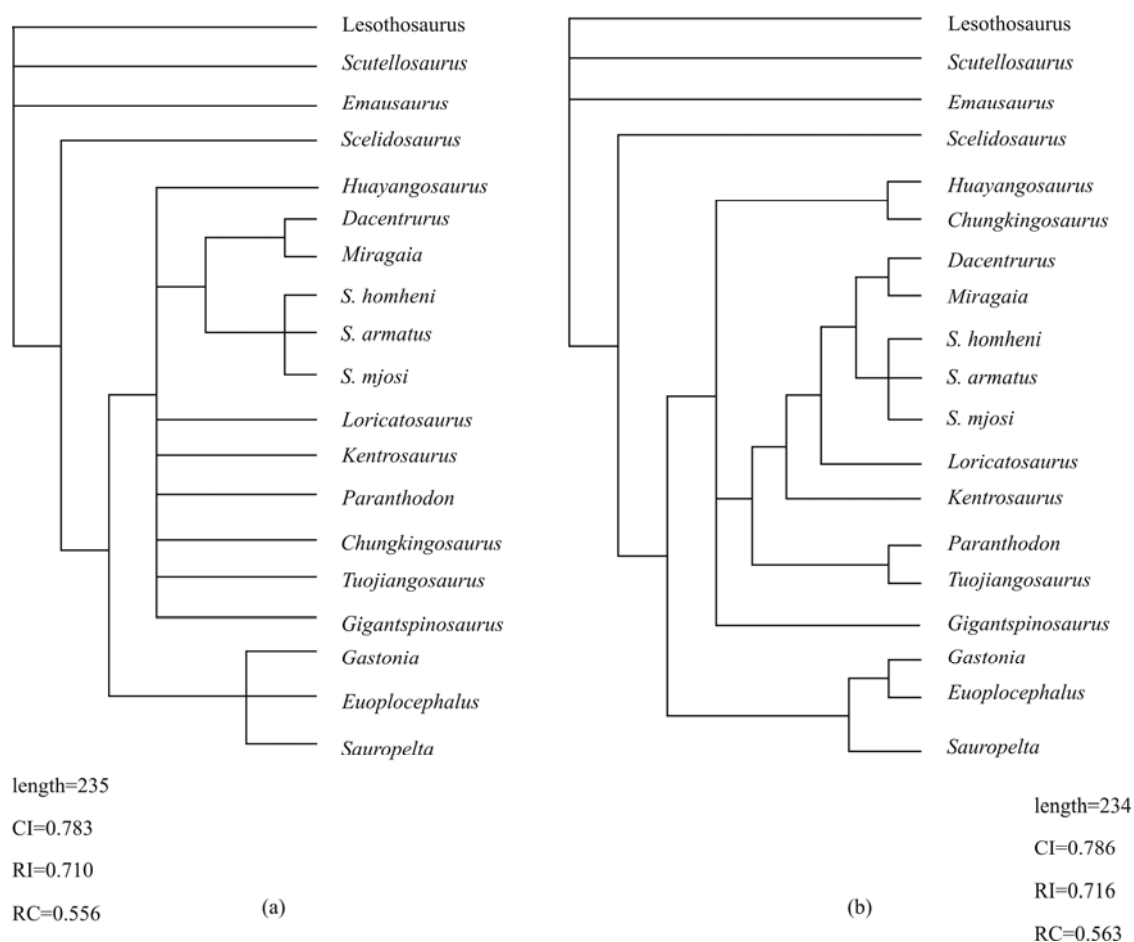 Lesothosaurus
Scutellosaurus
Emausaurus
Scelidosaurus
Huayangosaurus
Dacentrurus
Miragaia
S. homheni
S. armatus
S. mjosi
Loricatosaurus
Kentrosaurus
Paranthodon
Chungkingosaurus
Tuojiangosaurus
Gigantspinosaurus
Gastonia
Euoplocephalus
Sauropelta
length=235
CI=0.783
RI=0.710
RC=0.556
(a)
Lesothosaurus
Scutellosaurus
Emausaurus
Scelidosaurus
Huayangosaurus
Chungkingosaurus
Dacentrurus
Miragaia
S. homheni
S. armatus
S. mjosi
Loricatosaurus
Kentrosaurus
Paranthodon
Tuojiangosaurus
Gigantspinosaurus
Gastonia
Euoplocephalus
Sauropelta
length=234
CI=0.786
RI=0.716
RC=0.563
(b)